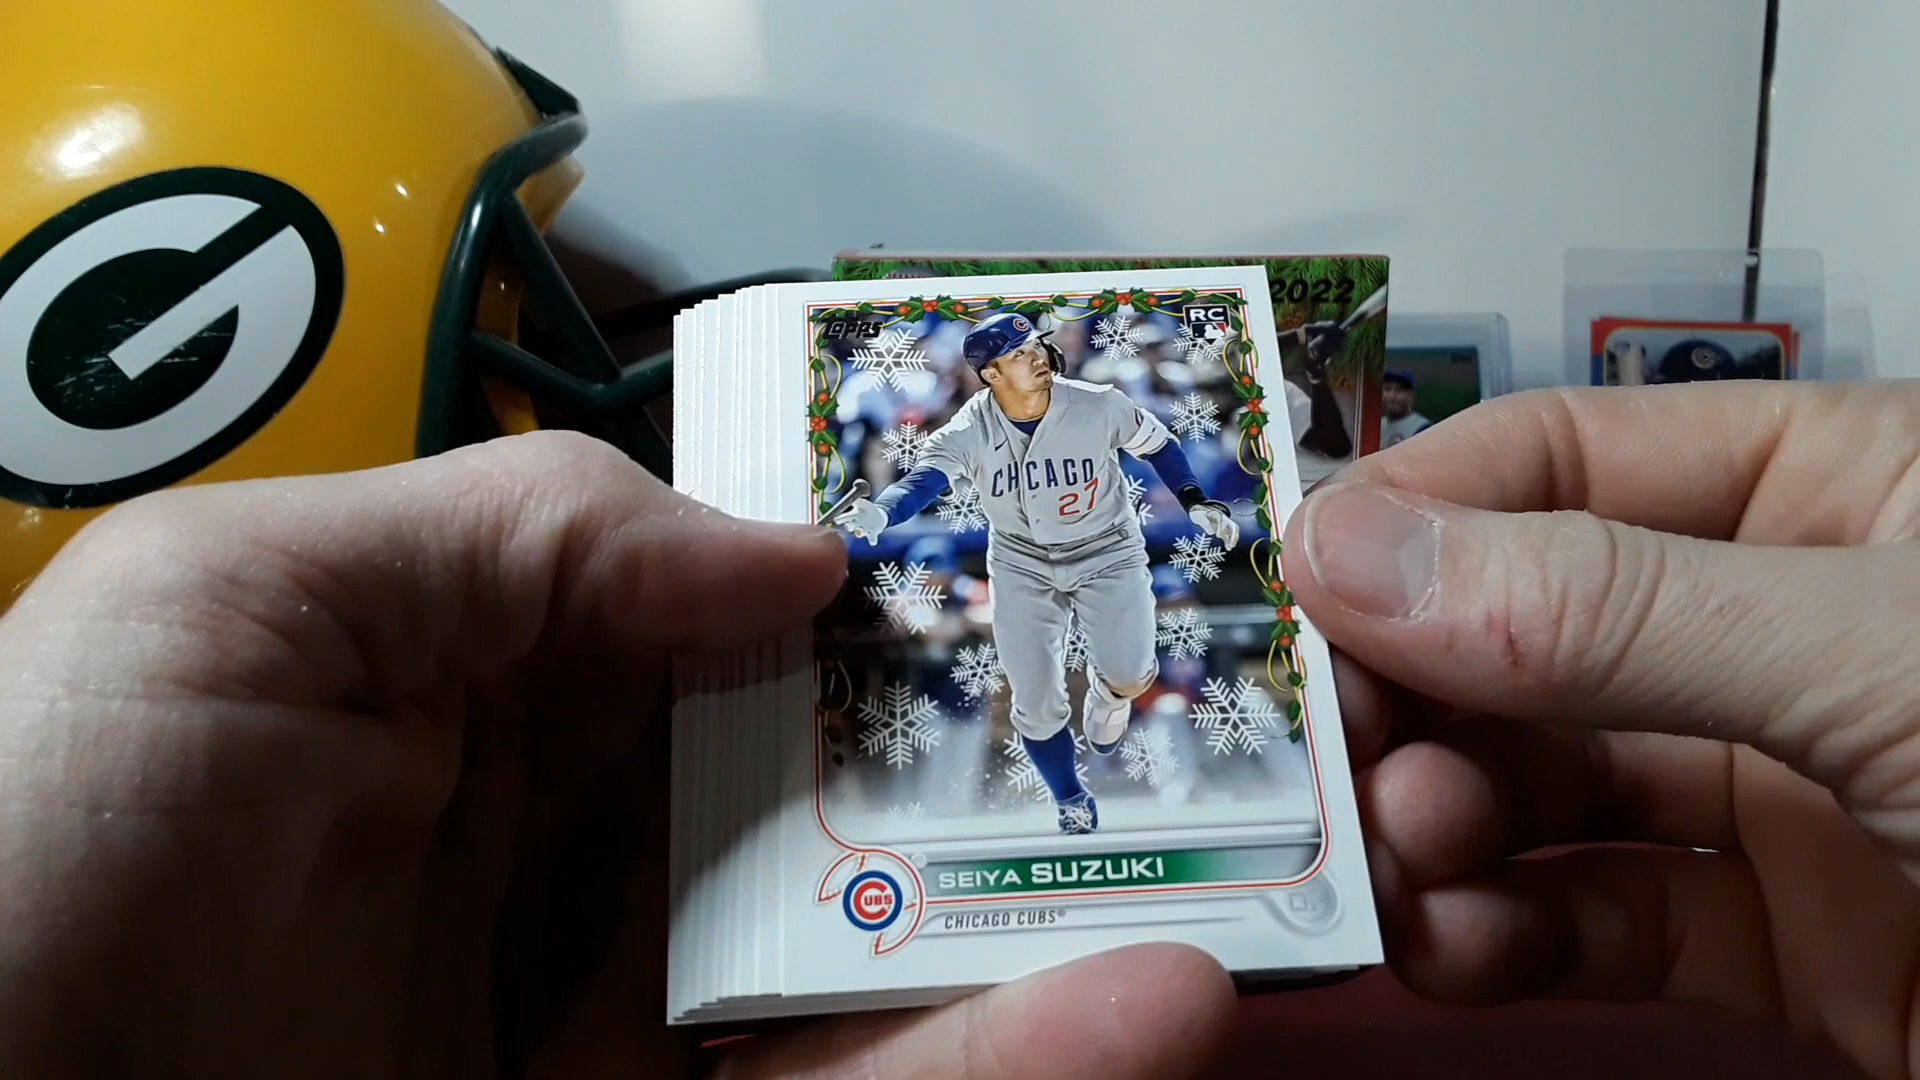 G
2022
TOPPS
RC
C
CHICAGO
27
SEIYA SUZUKI
CUBS
CHICAGO CUBS®